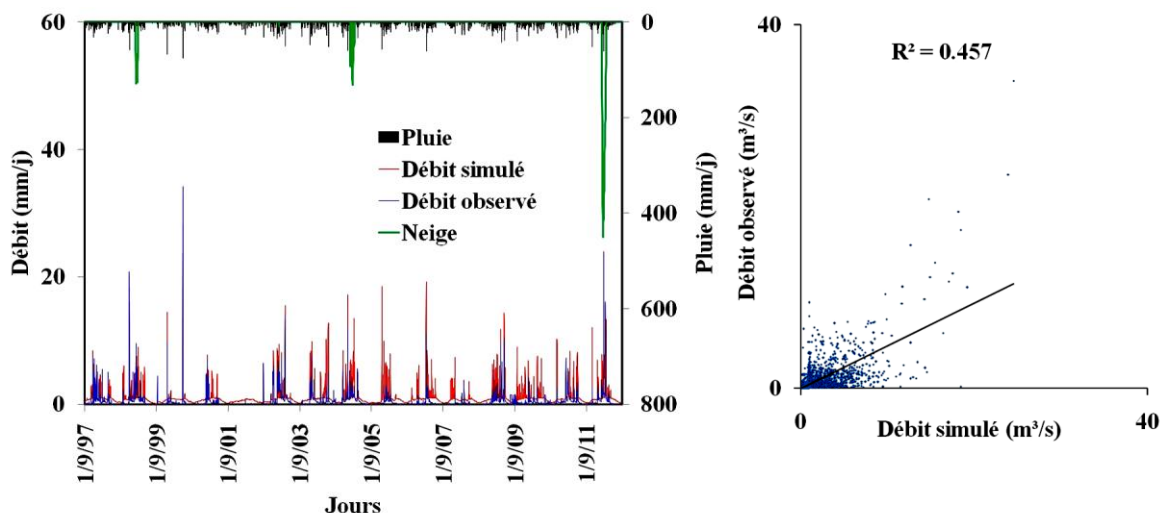 60
40
20
0
Débit (mm/j)
0
200
400
600
800
Pluie (mm/j)
Pluie
Débit simulé
Débit observé
Neige
1/9/97
1/9/99
1/9/01
1/9/03
1/9/05
1/9/07
1/9/09
1/9/11
Jours
40
0
Débit observé (m³/s)
R² = 0.457
0
40
Débit simulé (m³/s)